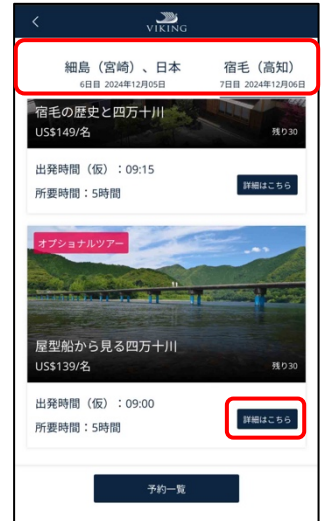 VIKING
細島（宮崎）、日本 宿毛（高知）
6日目 2024年12月05日 7日目 2024年12月06日
宿毛の歴史と四万十川
US$149/名 残り30
出発時間（仮）：09:15
所要時間：5時間
詳細はこちら
オプショナルツアー
屋型船から見る四万十川
US$139/名 残り30
出発時間（仮）：09:00
所要時間：5時間
詳細はこちら
予約一覧